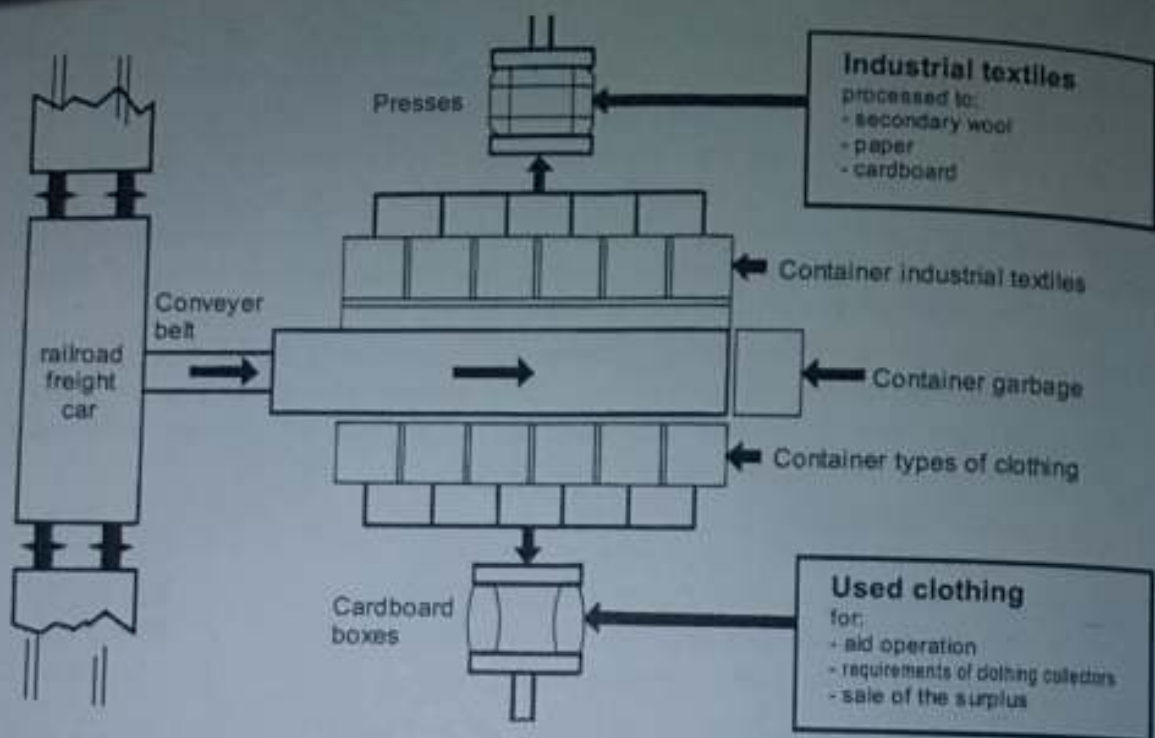 Presses
Industrial textiles
processed to:
- secondary wool
- paper
- cardboard
Container industrial textiles
Conveyer
belt
railroad
freight
car
Container garbage
Container types of clothing
Cardboard
boxes
Used clothing
for:
- aid operation
- requirements of clothing collectors
- sale of the surplus